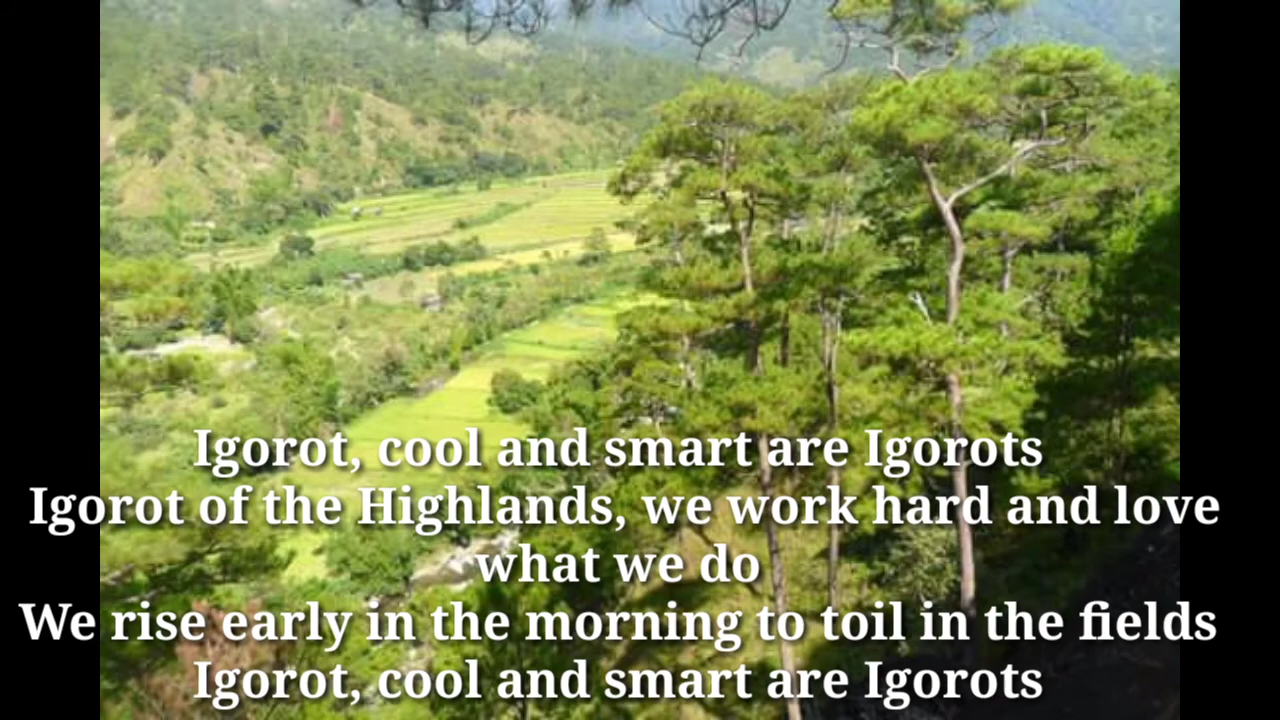 Igorot, cool and smart are Igorots
Igorot of the Highlands, we work hard and love
what we do
We rise early in the morning to toil in the fields
Igorot, cool and smart are Igorots